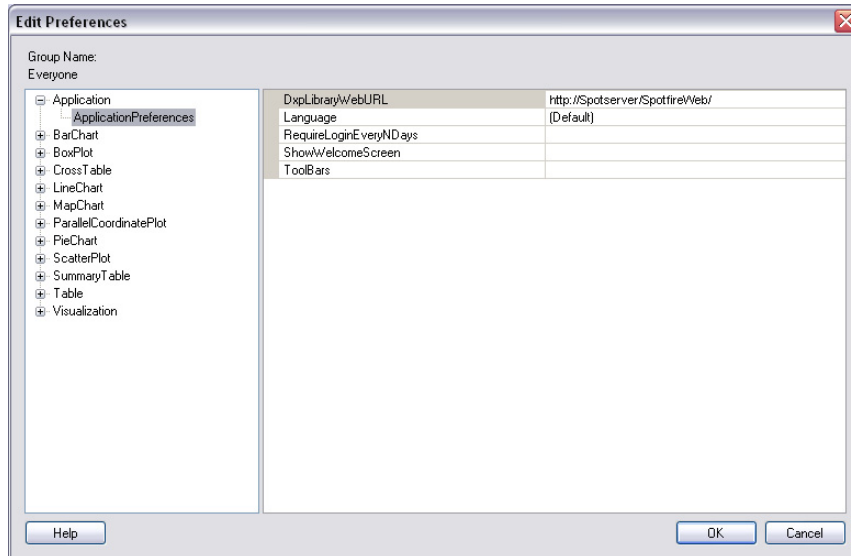 Edit Preferences
Group Name:
Everyone
Application
ApplicationPreferences
BarChart
BoxPlot
CrossTable
LineChart
MapChart
ParallelCoordinatePlot
PieChart
ScatterPlot
SummaryTable
Table
Visualization
DxpLibraryWebURL http://Spotserver/SpotfireWeb/
Language (Default)
RequireLoginEveryNDays
ShowWelcomeScreen
ToolBars
Help OK Cancel